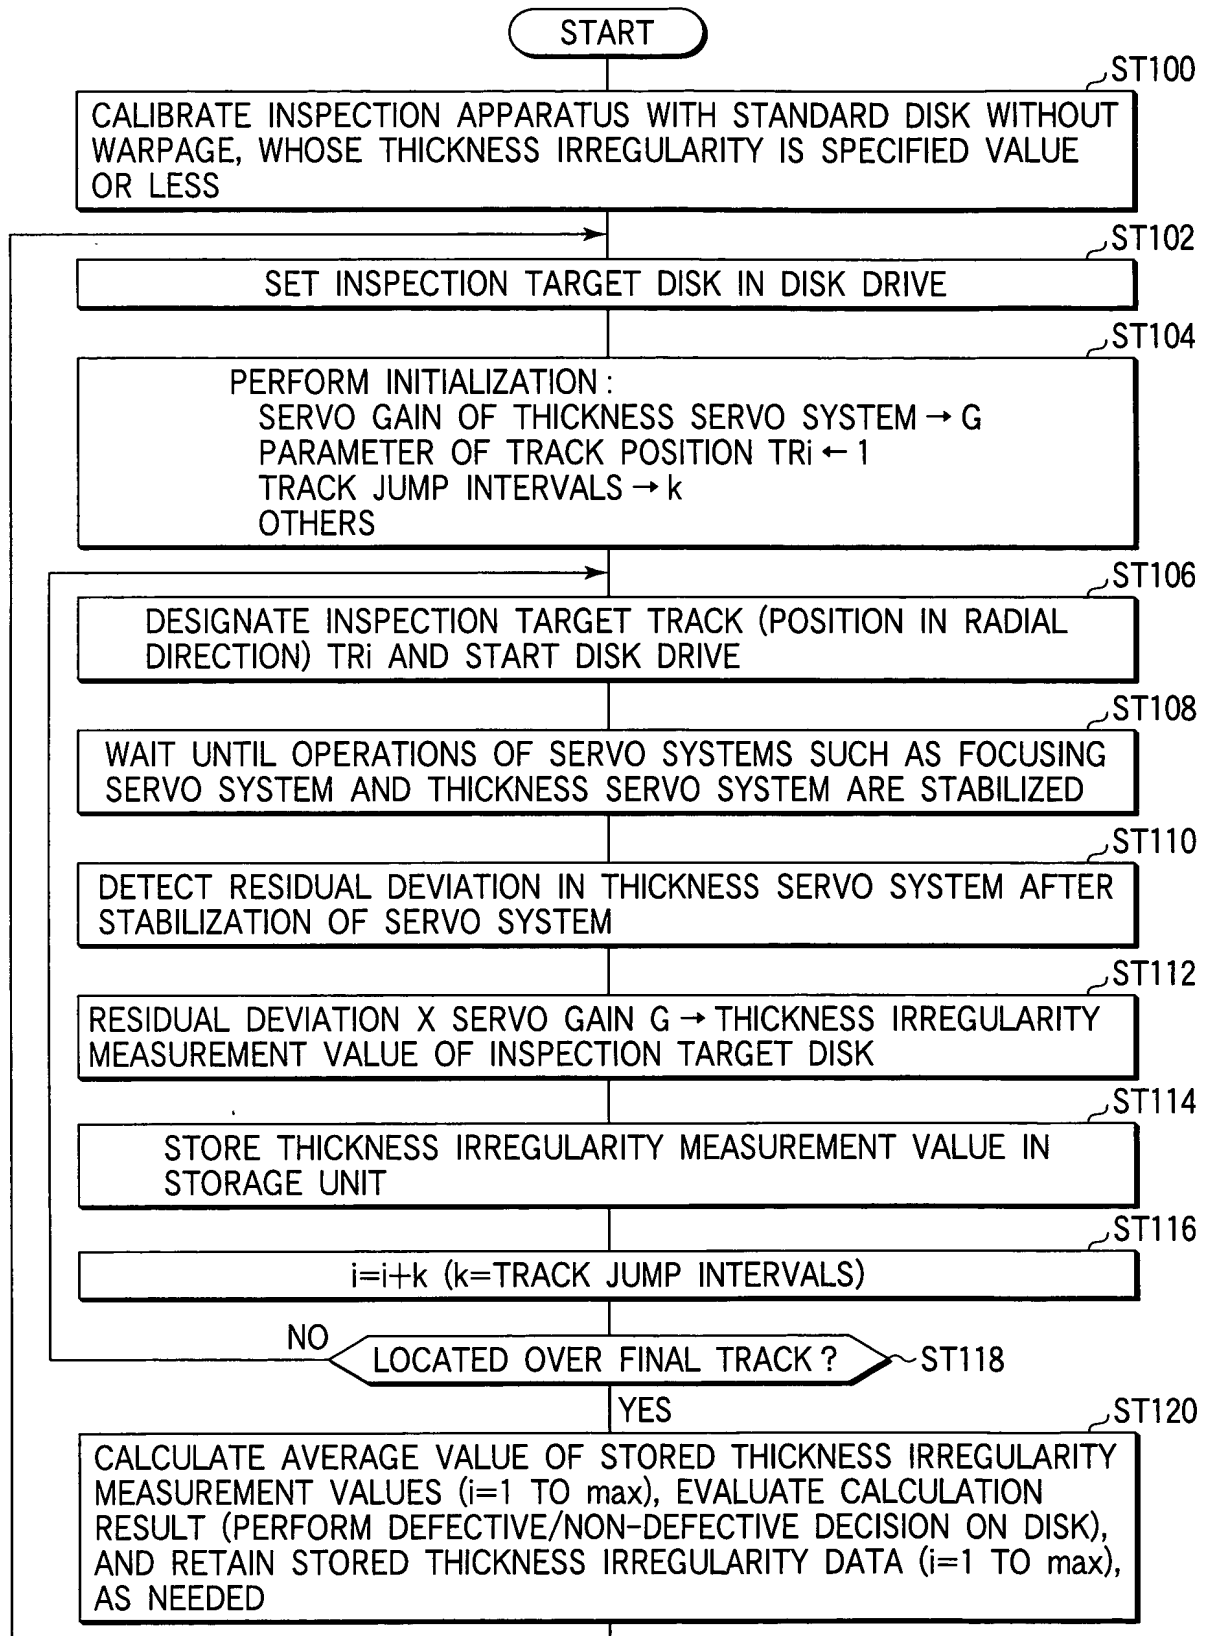 START
ST100
CALIBRATE INSPECTION APPARATUS WITH STANDARD DISK WITHOUT
WARPAGE, WHOSE THICKNESS IRREGULARITY IS SPECIFIED VALUE
OR LESS
ST102
SET INSPECTION TARGET DISK IN DISK DRIVE
ST104
PERFORM INITIALIZATION :
SERVO GAIN OF THICKNESS SERVO SYSTEM → G
PARAMETER OF TRACK POSITION TRi ← 1
TRACK JUMP INTERVALS → k
OTHERS
ST106
DESIGNATE INSPECTION TARGET TRACK (POSITION IN RADIAL
DIRECTION) TRi AND START DISK DRIVE
ST108
WAIT UNTIL OPERATIONS OF SERVO SYSTEMS SUCH AS FOCUSING
SERVO SYSTEM AND THICKNESS SERVO SYSTEM ARE STABILIZED
ST110
DETECT RESIDUAL DEVIATION IN THICKNESS SERVO SYSTEM AFTER
STABILIZATION OF SERVO SYSTEM
ST112
RESIDUAL DEVIATION X SERVO GAIN G → THICKNESS IRREGULARITY
MEASUREMENT VALUE OF INSPECTION TARGET DISK
ST114
STORE THICKNESS IRREGULARITY MEASUREMENT VALUE IN
STORAGE UNIT
ST116
i=i+k (k=TRACK JUMP INTERVALS)
NO
LOCATED OVER FINAL TRACK ?
ST118
YES
ST120
CALCULATE AVERAGE VALUE OF STORED THICKNESS IRREGULARITY
MEASUREMENT VALUES (i=1 TO max), EVALUATE CALCULATION
RESULT (PERFORM DEFECTIVE/NON-DEFECTIVE DECISION ON DISK),
AND RETAIN STORED THICKNESS IRREGULARITY DATA (i=1 TO max),
AS NEEDED